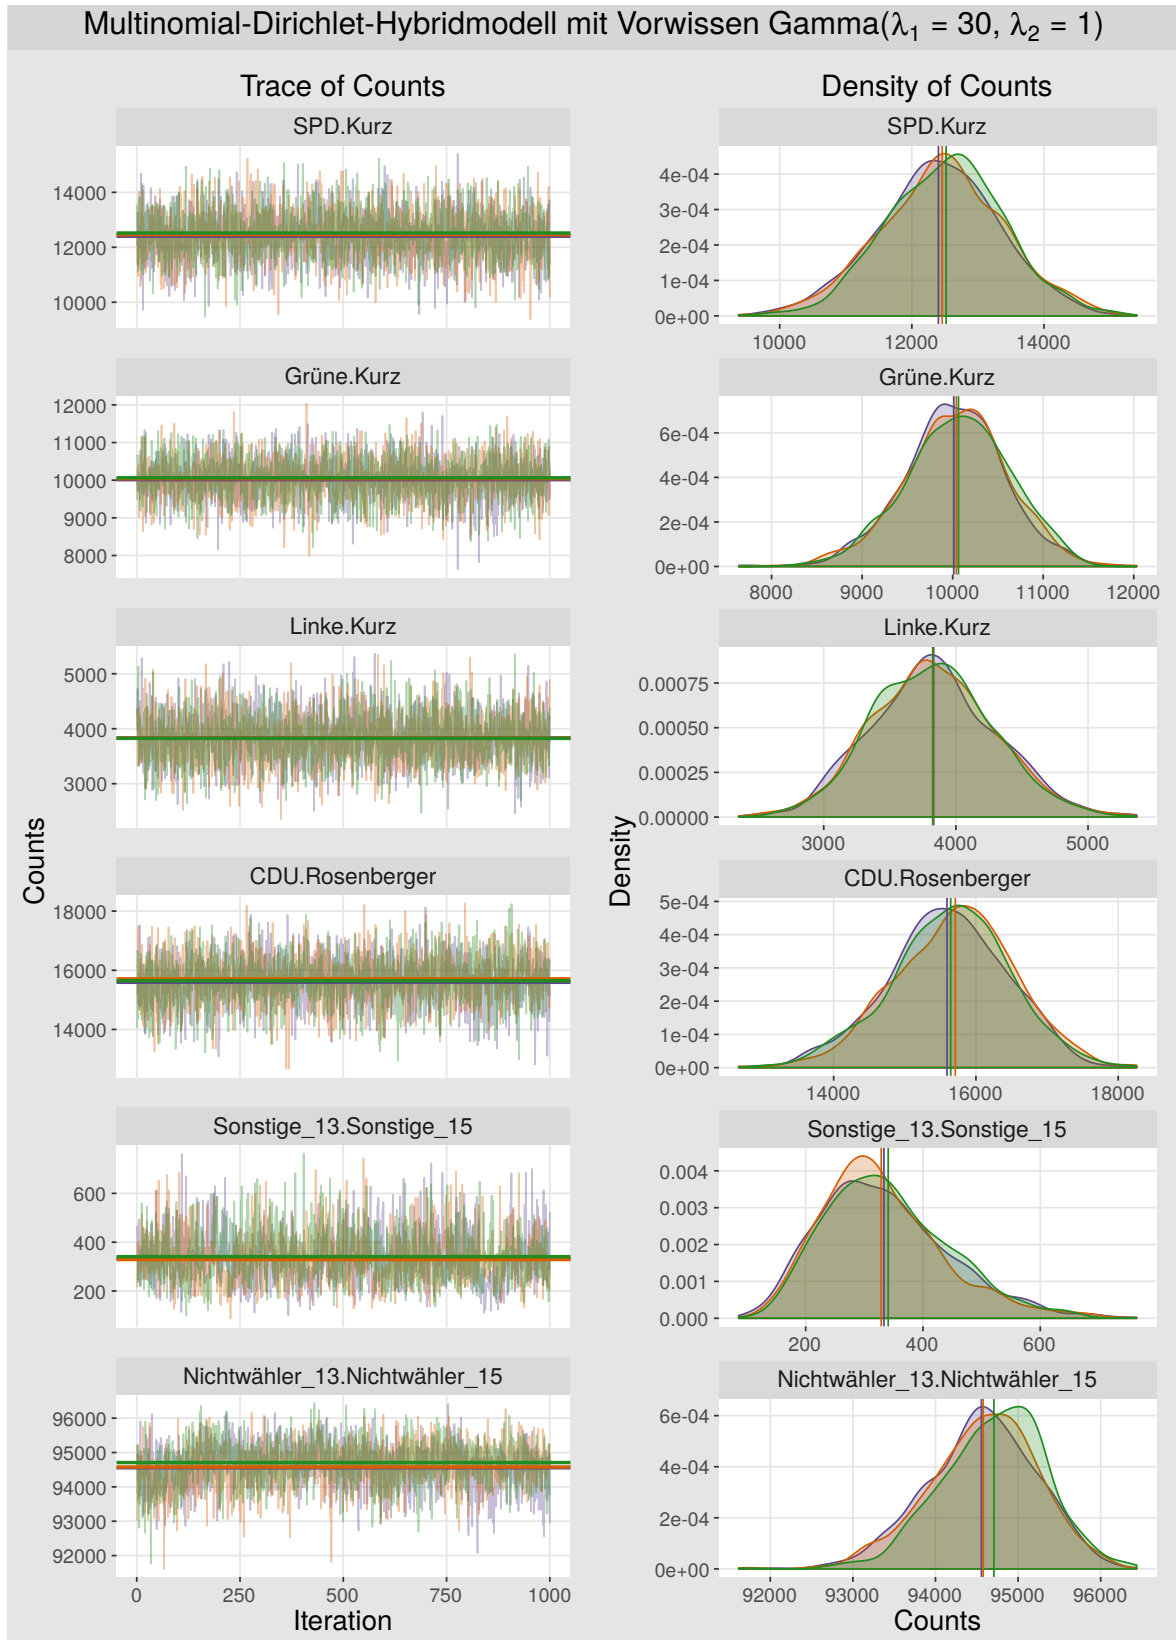 Multinomial-Dirichlet-Hybridmodell mit Vorwissen Gamma(λ₁ = 30, λ₂ = 1)
Trace of Counts
Density of Counts
SPD.Kurz
14000
12000
10000
SPD.Kurz
4e-04
3e-04
2e-04
1e-04
0e+00
10000 12000 14000
Grüne.Kurz
12000
11000
10000
9000
8000
Grüne.Kurz
6e-04
4e-04
2e-04
0e+00
8000 9000 10000 11000 12000
Linke.Kurz
5000
4000
3000
Linke.Kurz
0.00075
0.00050
0.00025
0.00000
3000 4000 5000
Counts
Density
CDU.Rosenberger
18000
16000
14000
CDU.Rosenberger
5e-04
4e-04
3e-04
2e-04
1e-04
0e+00
14000 16000 18000
Sonstige_13.Sonstige_15
600
400
200
Sonstige_13.Sonstige_15
0.004
0.003
0.002
0.001
0.000
200 400 600
Nichtwähler_13.Nichtwähler_15
96000
95000
94000
93000
92000
0 250 500 750 1000
Iteration
Nichtwähler_13.Nichtwähler_15
6e-04
4e-04
2e-04
0e+00
92000 93000 94000 95000 96000
Counts